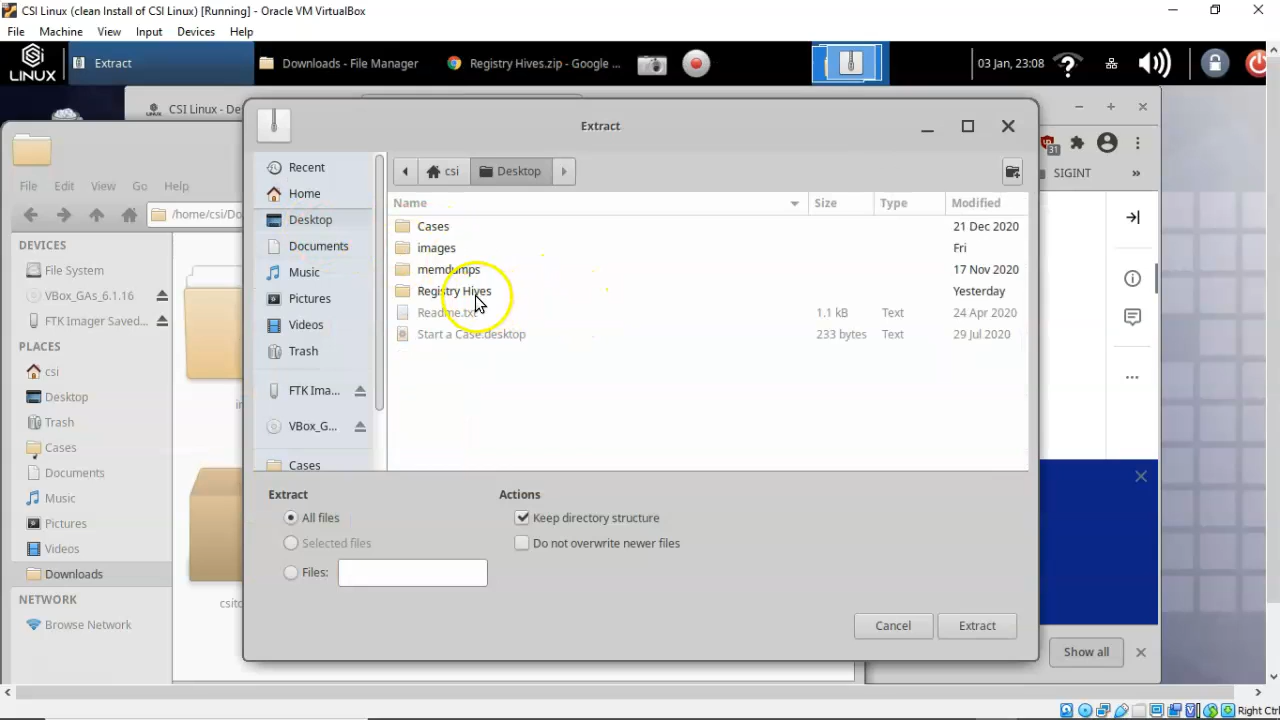 CSI Linux (clean Install of CSI Linux) [Running] - Oracle VM VirtualBox
File Machine View Input Devices Help
SI LINUX
Extract
Downloads - File Manager
Registry Hives.zip - Google ...
03 Jan, 23:08
CSI Linux - De
Extract
31
SIGINT
»
File Edit View Go Help
/home/csi/Do
DEVICES
File System
VBox_GAs_6.1.16
FTK Imager Saved...
PLACES
csi
Desktop
Trash
Cases
Documents
Music
Pictures
Videos
Downloads
NETWORK
Browse Network
csito
Recent
Home
Desktop
Documents
Music
Pictures
Videos
Trash
FTK Ima...
VBox_G...
Cases
csi
Desktop
Name Size Type Modified
Cases 21 Dec 2020
images Fri
memdumps 17 Nov 2020
Registry Hives Yesterday
Readme.txt 1.1 kB Text 24 Apr 2020
Start a Case.desktop 233 bytes Text 29 Jul 2020
Extract
All files
Selected files
Files:
Actions
Keep directory structure
Do not overwrite newer files
Cancel
Extract
Show all
Right Ctrl